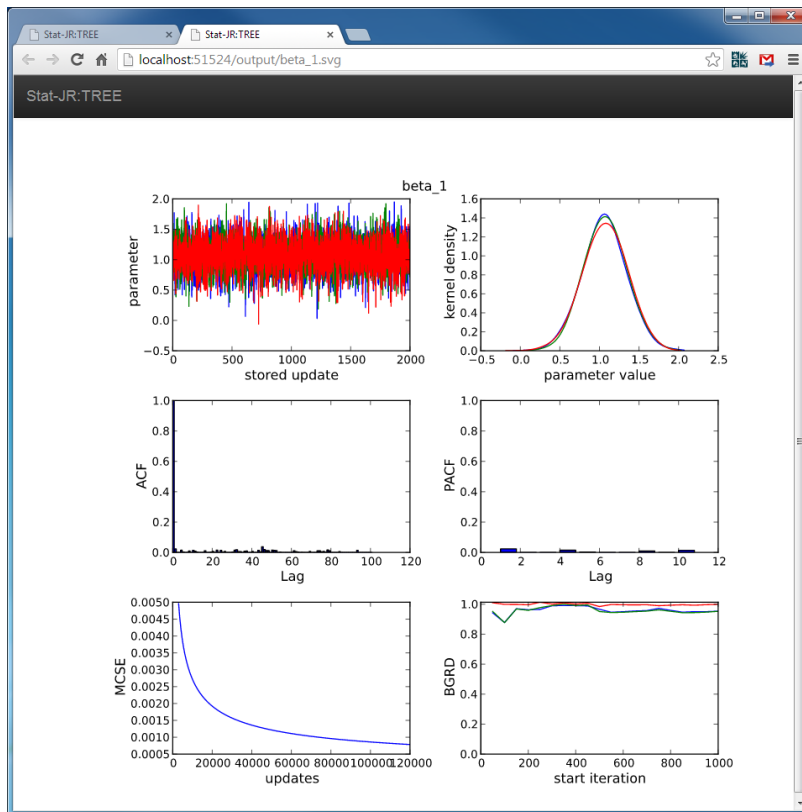 Stat-JR:TREE
Stat-JR:TREE
localhost:51524/output/beta_1.svg
Stat-JR:TREE
beta_1
2.0
1.5
1.0
0.5
0.0
−0.5
parameter
0 500 1000 1500 2000
stored update
1.6
1.4
1.2
1.0
0.8
0.6
0.4
0.2
0.0
kernel density
−0.5 0.0 0.5 1.0 1.5 2.0 2.5
parameter value
1.0
0.8
0.6
0.4
0.2
0.0
ACF
0 20 40 60 80 100 120
Lag
1.0
0.8
0.6
0.4
0.2
0.0
PACF
0 2 4 6 8 10 12
Lag
0.0050
0.0045
0.0040
0.0035
0.0030
0.0025
0.0020
0.0015
0.0010
0.0005
MCSE
0 20000 40000 60000 80000 100000 120000
updates
1.0
0.8
0.6
0.4
0.2
0.0
BGRD
0 200 400 600 800 1000
start iteration